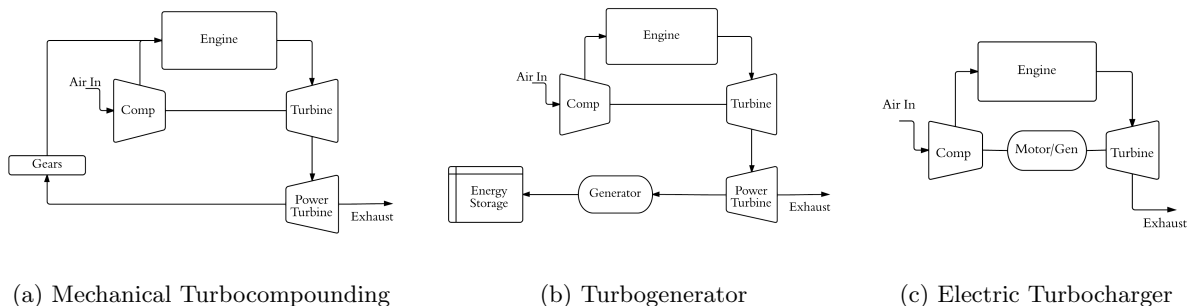 Engine
Air In
Comp
Turbine
Gears
Power
Turbine
Exhaust
(a) Mechanical Turbocompounding
Engine
Air In
Comp
Turbine
Energy
Storage
Generator
Power
Turbine
Exhaust
(b) Turbogenerator
Engine
Air In
Comp
Motor/Gen
Turbine
Exhaust
(c) Electric Turbocharger